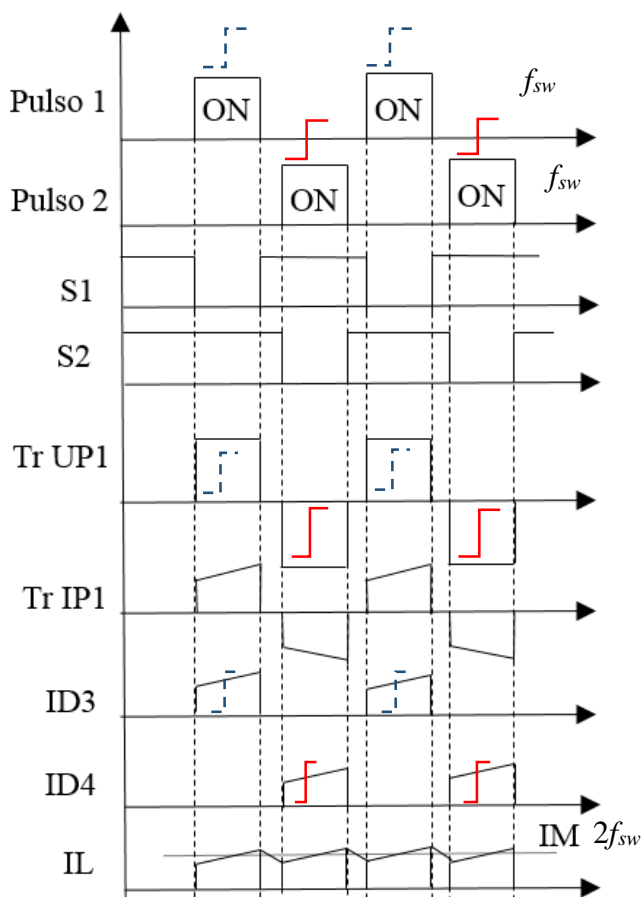 Pulso 1 ON ON fsw
Pulso 2 ON ON fsw
S1
S2
Tr UP1
Tr IP1
ID3
ID4
IL IM 2fsw